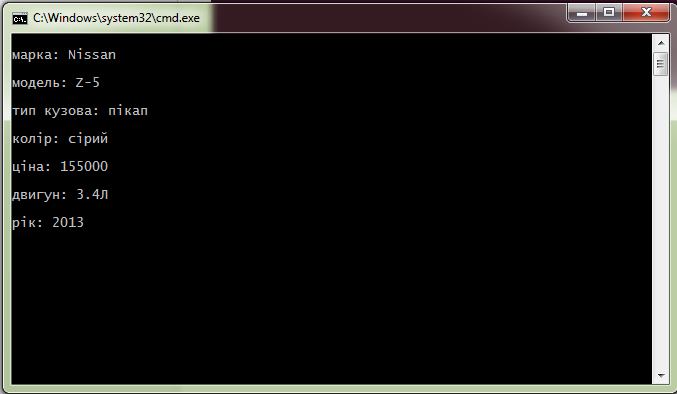 C:\Windows\system32\cmd.exe
марка: Nissan
модель: Z-5
тип кузова: пікап
колір: сірий
ціна: 155000
двигун: 3.4Л
рік: 2013